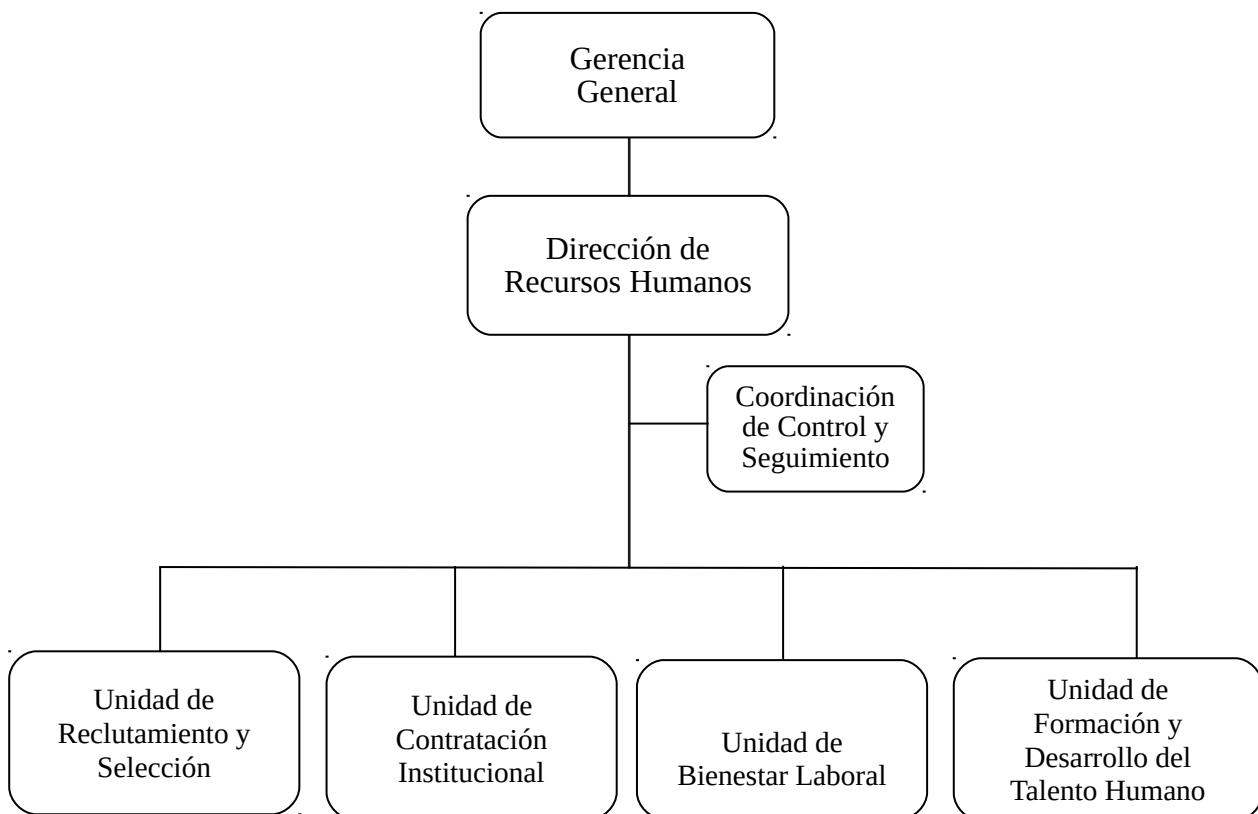 Gerencia
General
Dirección de
Recursos Humanos
Coordinación
de Control y
Seguimiento
Unidad de
Reclutamiento y
Selección
Unidad de
Contratación
Institucional
Unidad de
Bienestar Laboral
Unidad de
Formación y
Desarrollo del
Talento Humano